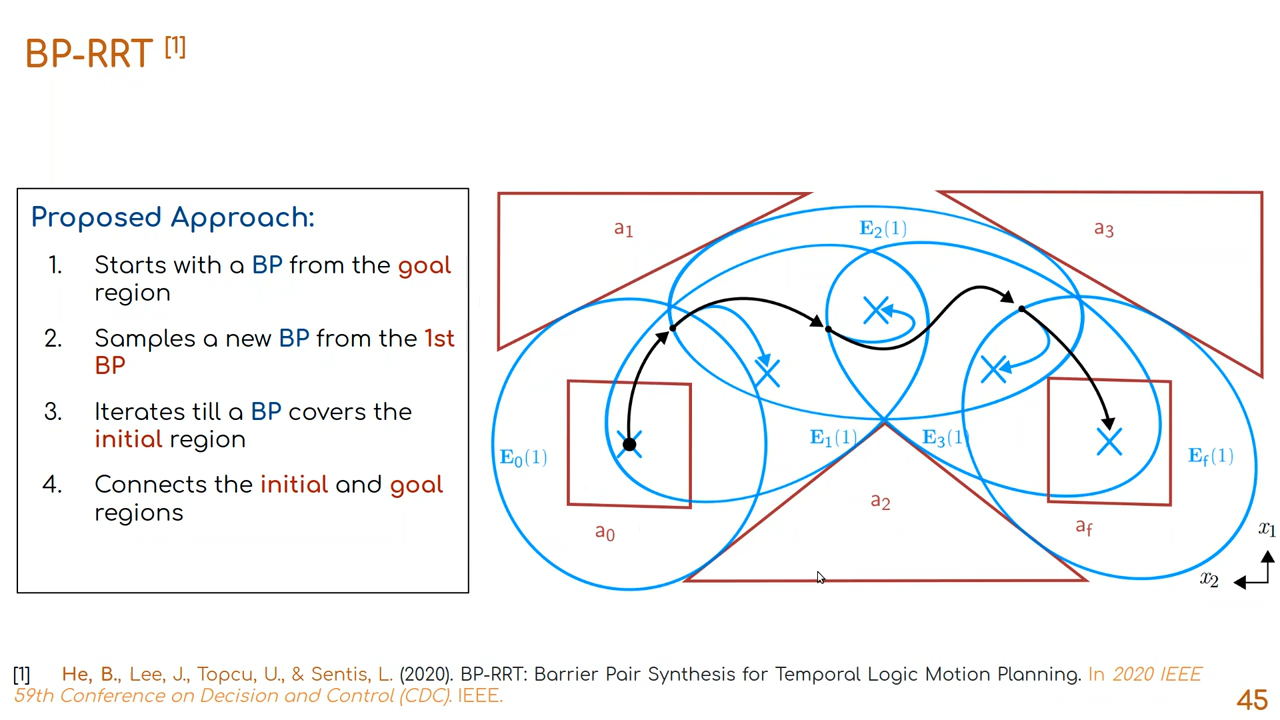 BP-RRT [1]
Proposed Approach:
1. Starts with a BP from the goal
region
2. Samples a new BP from the 1st
BP
3. Iterates till a BP covers the
initial region
4. Connects the initial and goal
regions
a1
a3
E2(1)
E0(1)
E1(1)
E3(1)
Ef(1)
a2
a0
af
x1
x2
[1] He, B., Lee, J., Topcu, U., & Sentis, L. (2020). BP-RRT: Barrier Pair Synthesis for Temporal Logic Motion Planning. In 2020 IEEE
59th Conference on Decision and Control (CDC). IEEE.
45